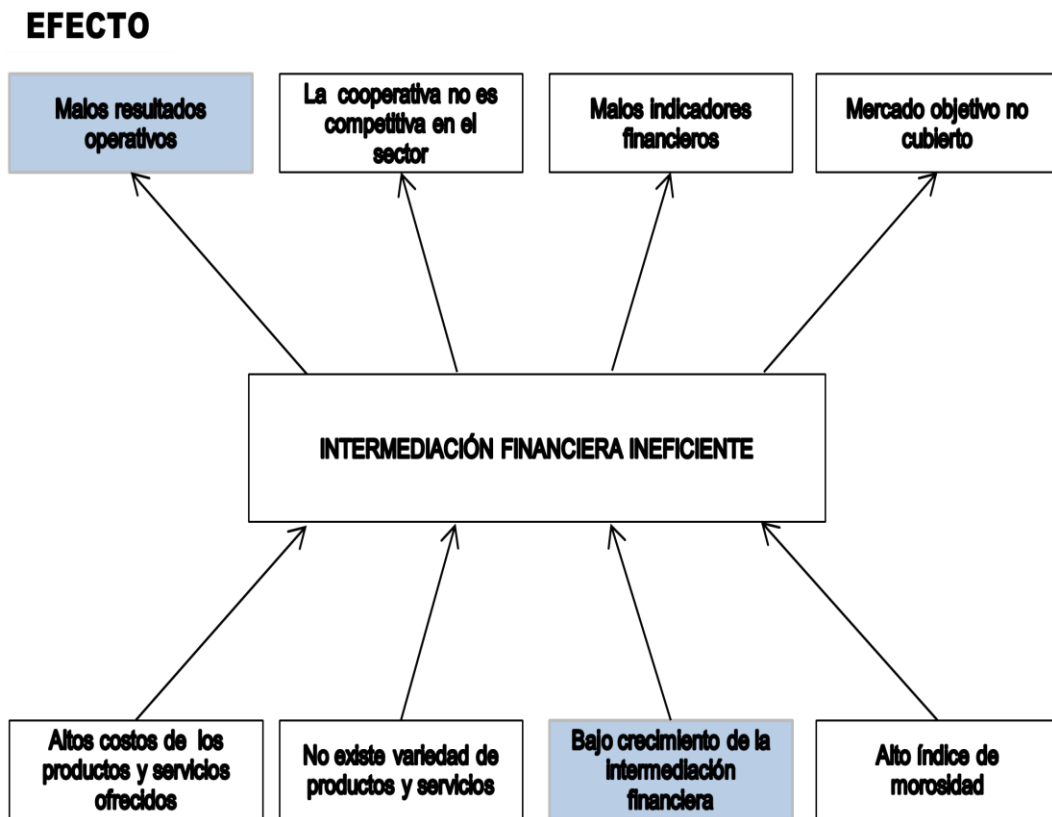 EFECTO
Malos resultados
operativos
La cooperativa no es
competitiva en el
sector
Malos indicadores
financieros
Mercado objetivo no
cubierto
INTERMEDIACIÓN FINANCIERA INEFICIENTE
Altos costos de los
productos y servicios
ofrecidos
No existe variedad de
productos y servicios
Bajo crecimiento de la
intermediación
financiera
Alto índice de
morosidad